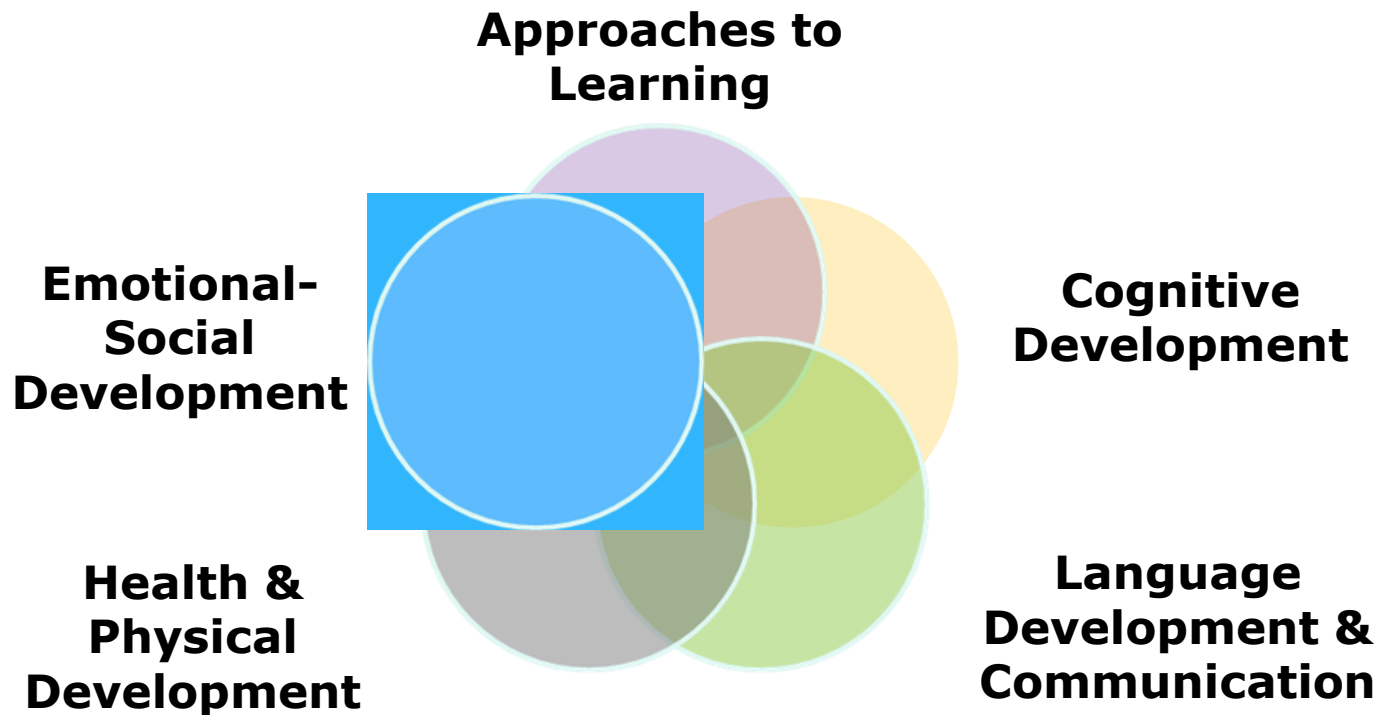 Approaches to
Learning
Emotional-
Social
Development
Cognitive
Development
Health &
Physical
Development
Language
Development &
Communication